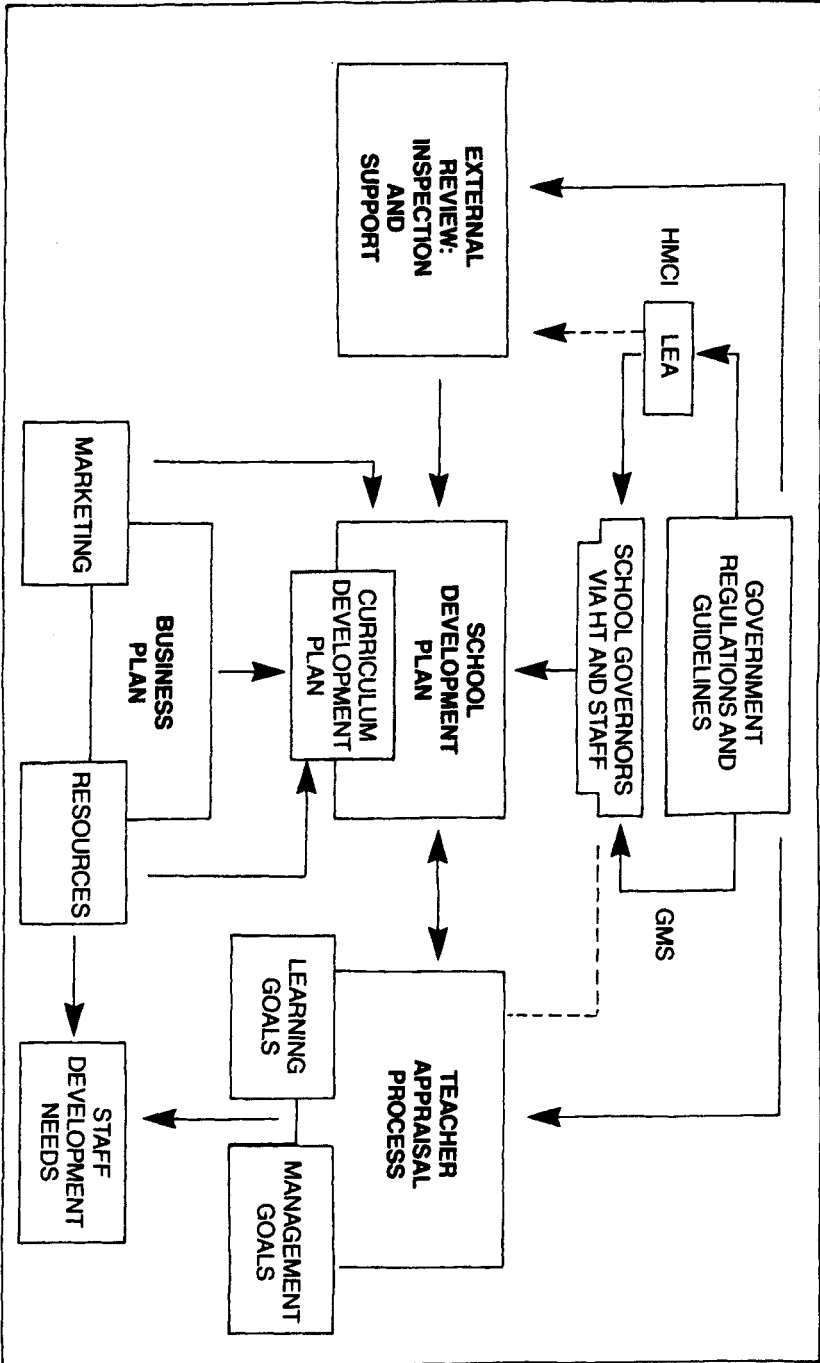 GOVERNMENT
REGULATIONS AND
GUIDELINES
HMCI
LEA
GMS
SCHOOL GOVERNORS
VIA HT AND STAFF
EXTERNAL
REVIEW:
INSPECTION
AND
SUPPORT
SCHOOL
DEVELOPMENT
PLAN
CURRICULUM
DEVELOPMENT
PLAN
TEACHER
APPRAISAL
PROCESS
LEARNING
GOALS
MANAGEMENT
GOALS
BUSINESS
PLAN
MARKETING
RESOURCES
STAFF
DEVELOPMENT
NEEDS